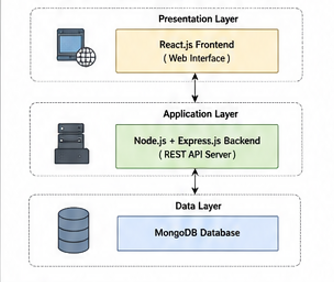 Presentation Layer
React.js Frontend
( Web Interface )
Application Layer
Node.js + Express.js Backend
( REST API Server )
Data Layer
MongoDB Database